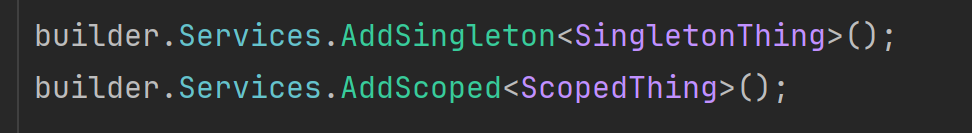 builder.Services.AddSingleton<SingletonThing>();
builder.Services.AddScoped<ScopedThing>();